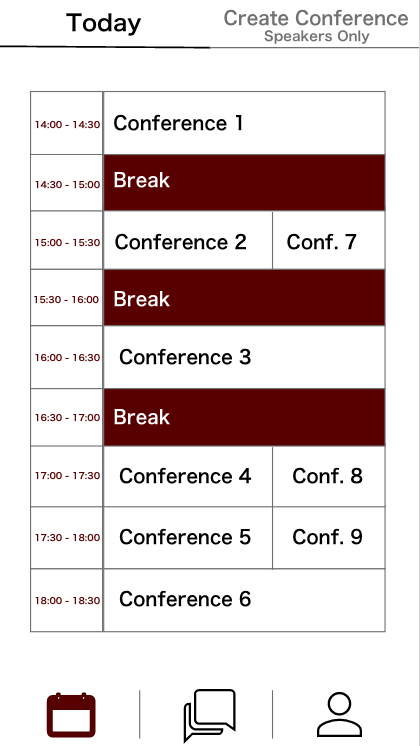 Today
Create Conference
Speakers Only
14:00 - 14:30 Conference 1
14:30 - 15:00 Break
15:00 - 15:30 Conference 2 Conf. 7
15:30 - 16:00 Break
16:00 - 16:30 Conference 3
16:30 - 17:00 Break
17:00 - 17:30 Conference 4 Conf. 8
17:30 - 18:00 Conference 5 Conf. 9
18:00 - 18:30 Conference 6